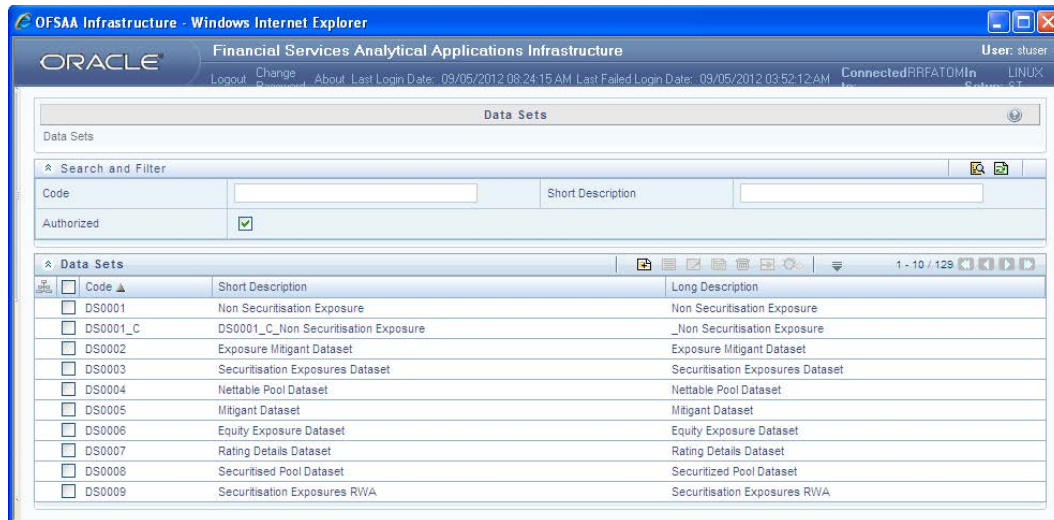 OFSAA Infrastructure - Windows Internet Explorer
ORACLE
Financial Services Analytical Applications Infrastructure
User: stuser
Logout Change About Last Login Date: 09/05/2012 08:24:15 AM Last Failed Login Date: 09/05/2012 03:52:12:AM Connected RRFATOM In LINUX
Data Sets
Data Sets
Search and Filter
Code
Short Description
Authorized
Data Sets
1 - 10 / 129
Code Short Description Long Description
DS0001 Non Securitisation Exposure Non Securitisation Exposure
DS0001_C DS0001_C_Non Securitisation Exposure _Non Securitisation Exposure
DS0002 Exposure Mitigant Dataset Exposure Mitigant Dataset
DS0003 Securitisation Exposures Dataset Securitisation Exposures Dataset
DS0004 Nettable Pool Dataset Nettable Pool Dataset
DS0005 Mitigant Dataset Mitigant Dataset
DS0006 Equity Exposure Dataset Equity Exposure Dataset
DS0007 Rating Details Dataset Rating Details Dataset
DS0008 Securitised Pool Dataset Securitized Pool Dataset
DS0009 Securitisation Exposures RWA Securitisation Exposures RWA